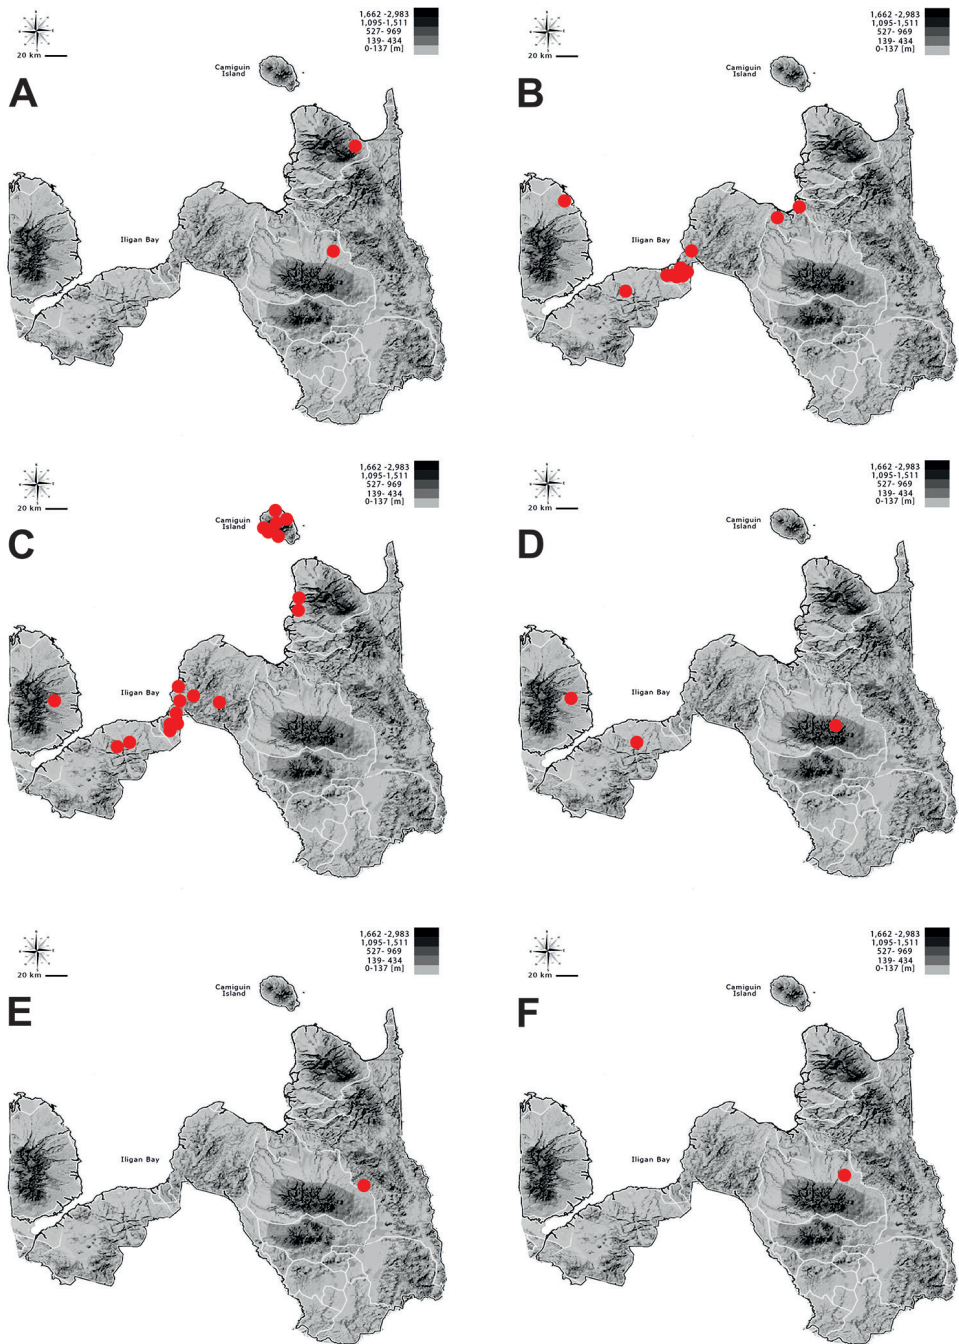 1,662 -2,983
1,095-1,511
527- 969
139- 434
0-137 [m]
20 km
Camiguin
Island
A
Iligan Bay
1,662 -2,983
1,095-1,511
527- 969
139- 434
0-137 [m]
20 km
Camiguin
Island
B
Iligan Bay
1,662 -2,983
1,095-1,511
527- 969
139- 434
0-137 [m]
20 km
Camiguin
Island
C
Iligan Bay
1,662 -2,983
1,095-1,511
527- 969
139- 434
0-137 [m]
20 km
Camiguin
Island
D
Iligan Bay
1,662 -2,983
1,095-1,511
527- 969
139- 434
0-137 [m]
20 km
Camiguin
Island
E
Iligan Bay
1,662 -2,983
1,095-1,511
527- 969
139- 434
0-137 [m]
20 km
Camiguin
Island
F
Iligan Bay